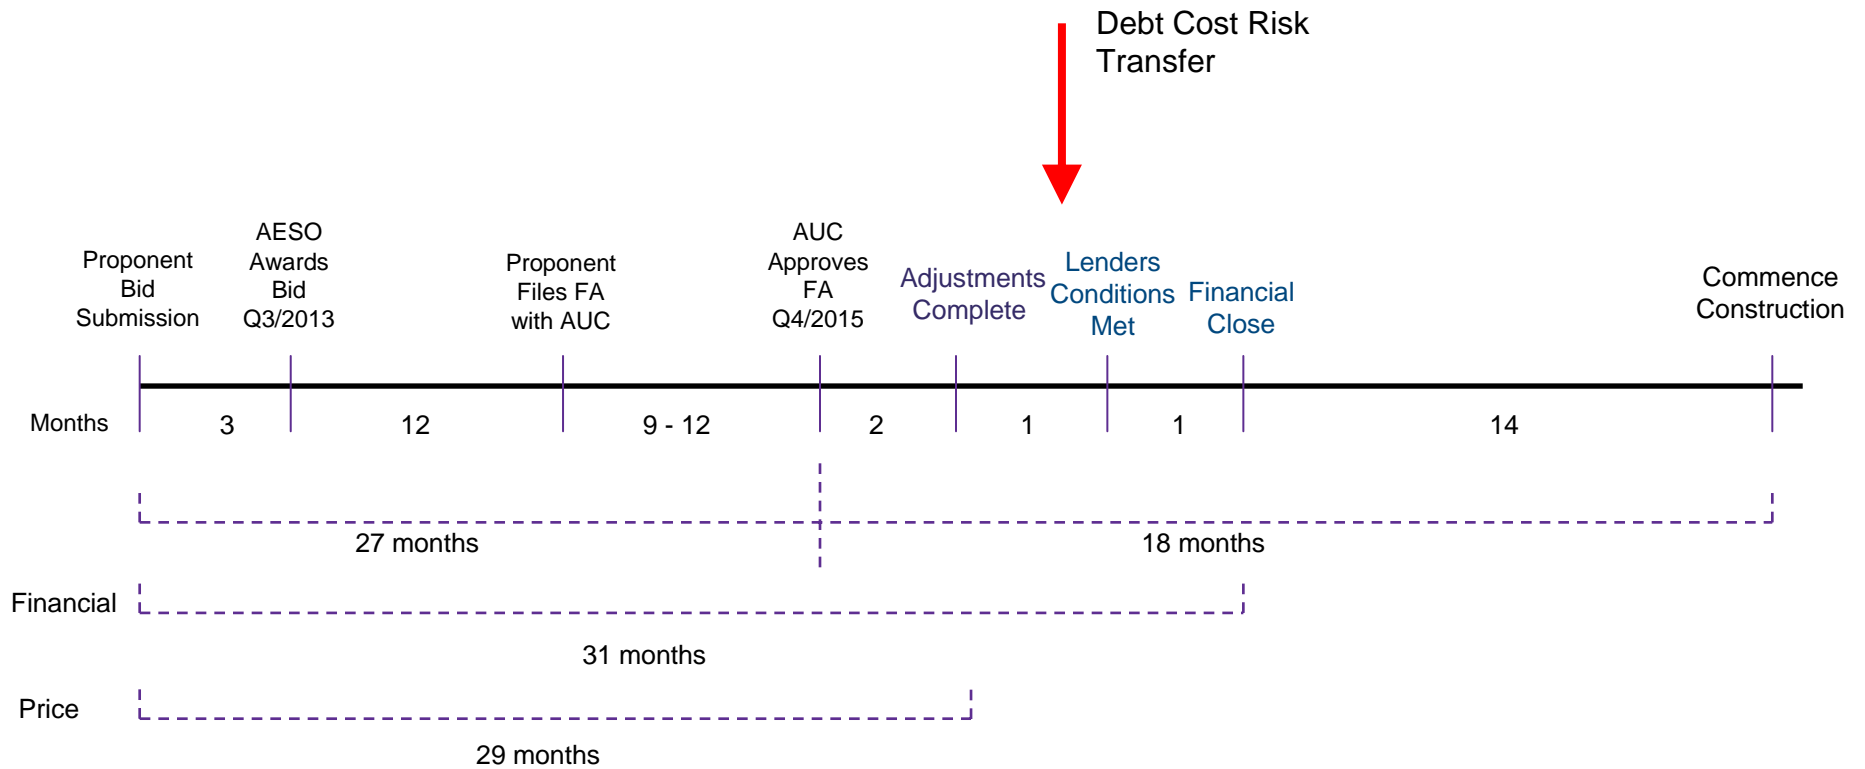 Debt Cost Risk
Transfer
Proponent
Bid
Submission
AESO
Awards
Bid
Q3/2013
Proponent
Files FA
with AUC
AUC
Approves
FA
Q4/2015
Adjustments
Complete
Lenders
Conditions
Met
Financial
Close
Commence
Construction
Months
3
12
9 - 12
2
1
1
14
27 months
18 months
Financial
31 months
Price
29 months